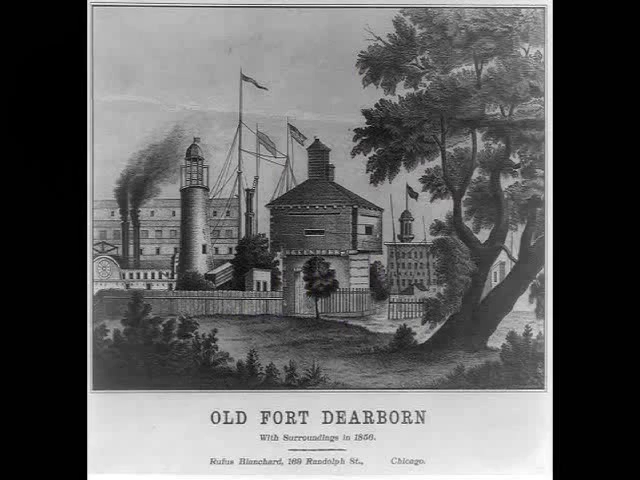 OLD FORT DEARBORN
With Surroundings in 1856.
Rufus Blanchard, 169 Randolph St., Chicago.